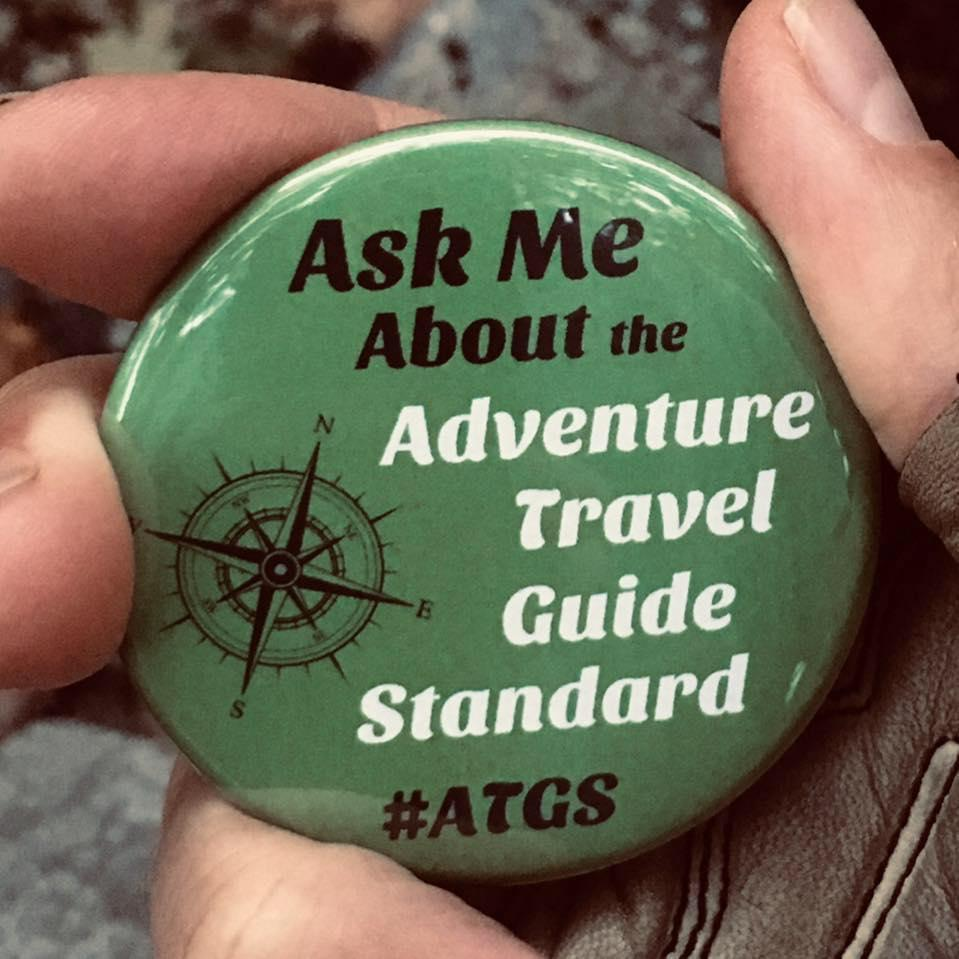 Ask Me
About the
Adventure
Travel
Guide
Standard
N
E
S
#ATGS